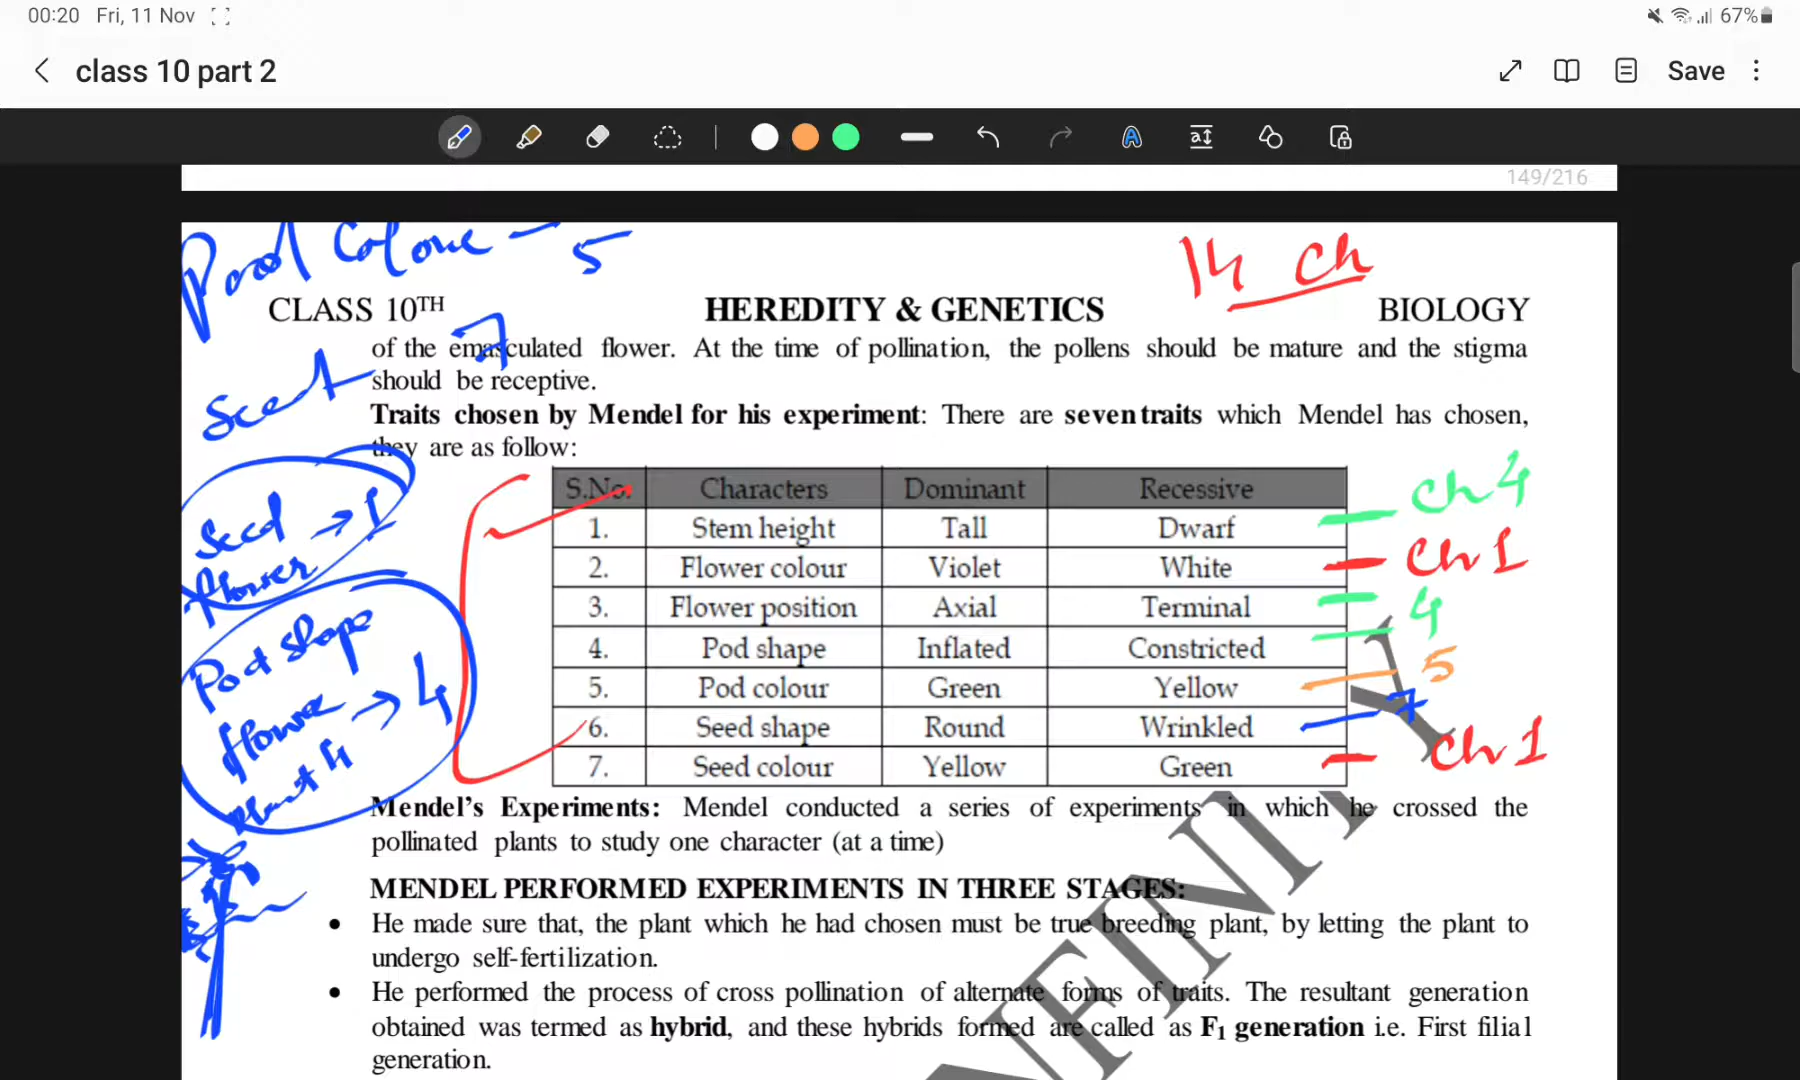 00:20 Fri, 11 Nov 67%
class 10 part 2 Save
149/216
Pod Colour - 5
14 ch
CLASS 10TH HEREDITY & GENETICS BIOLOGY
7
of the emasculated flower. At the time of pollination, the pollens should be mature and the stigma
should be receptive.
Seed
Traits chosen by Mendel for his experiment: There are seven traits which Mendel has chosen,
they are as follow:
S.No. Characters Dominant Recessive
1. Stem height Tall Dwarf Ch 4
2. Flower colour Violet White Ch 1
3. Flower position Axial Terminal 4
4. Pod shape Inflated Constricted
5. Pod colour Green Yellow 5
6. Seed shape Round Wrinkled 7
7. Seed colour Yellow Green Ch 1
Seed → 1
flower
Pod shape
flower → 4
plant H
Mendel's Experiments: Mendel conducted a series of experiments in which he crossed the
pollinated plants to study one character (at a time)
MENDEL PERFORMED EXPERIMENTS IN THREE STAGES:
• He made sure that, the plant which he had chosen must be true breeding plant, by letting the plant to
undergo self-fertilization.
• He performed the process of cross pollination of alternate forms of traits. The resultant generation
obtained was termed as hybrid, and these hybrids formed are called as F1 generation i.e. First filial
generation.